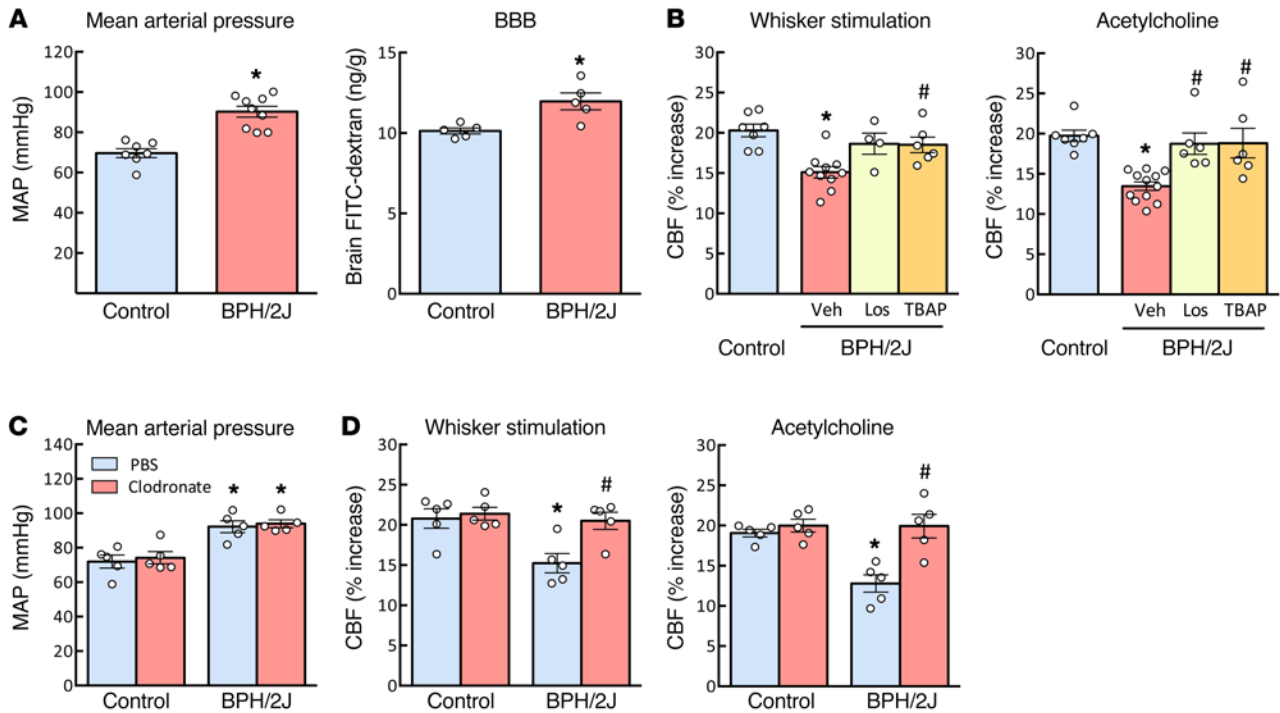 A
Mean arterial pressure
MAP (mmHg)
120
100
80
60
40
20
Control
BPH/2J
*
BBB
Brain FITC-dextran (ng/g)
15
10
5
0
Control
BPH/2J
*
B
Whisker stimulation
CBF (% increase)
30
25
20
15
10
5
0
*
#
Veh Los TBAP
Control
BPH/2J
Acetylcholine
CBF (% increase)
30
25
20
15
10
5
0
*
#
#
Veh Los TBAP
Control
BPH/2J
C
Mean arterial pressure
MAP (mmHg)
140
120
100
80
60
40
20
0
PBS
Clodronate
*
*
Control
BPH/2J
D
Whisker stimulation
CBF (% increase)
30
25
20
15
10
5
0
*
#
Control
BPH/2J
Acetylcholine
CBF (% increase)
30
25
20
15
10
5
0
*
#
Control
BPH/2J